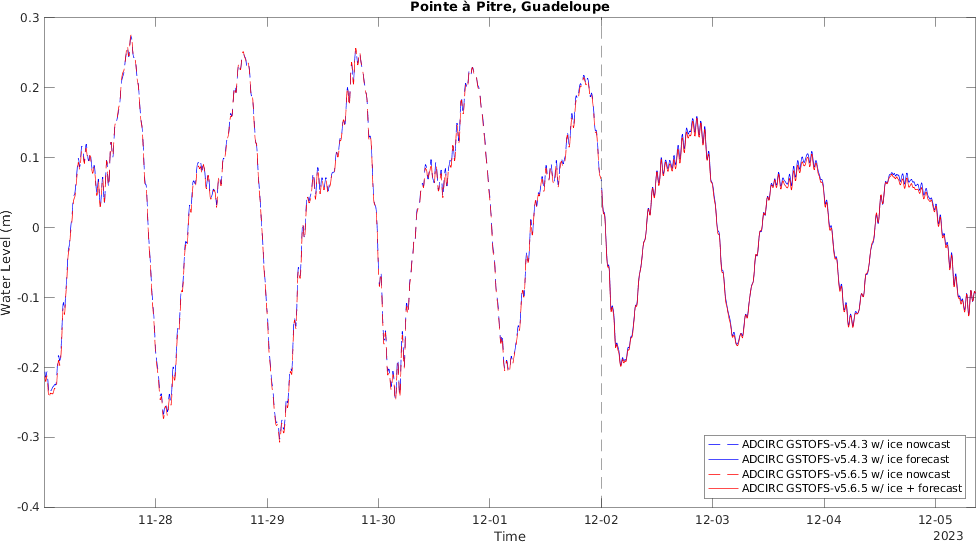 Pointe à Pitre, Guadeloupe
0.3
0.2
0.1
0
-0.1
-0.2
-0.3
-0.4
Water Level (m)
11-28
11-29
11-30
12-01
12-02
12-03
12-04
12-05
2023
Time
ADCIRC GSTOFS-v5.4.3 w/ ice nowcast
ADCIRC GSTOFS-v5.4.3 w/ ice forecast
ADCIRC GSTOFS-v5.6.5 w/ ice nowcast
ADCIRC GSTOFS-v5.6.5 w/ ice + forecast